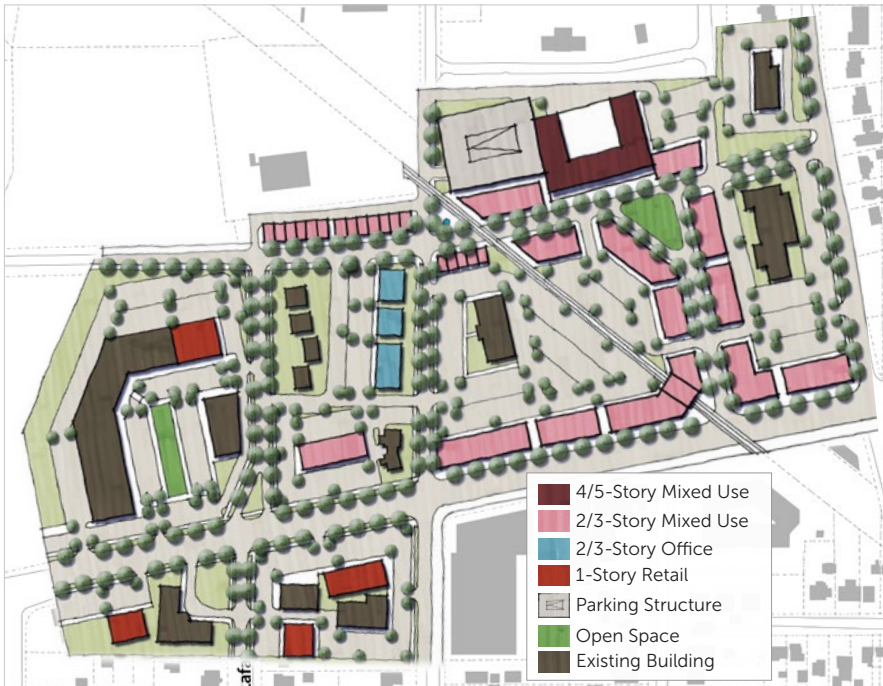 4/5-Story Mixed Use
2/3-Story Mixed Use
2/3-Story Office
1-Story Retail
Parking Structure
Open Space
Existing Building